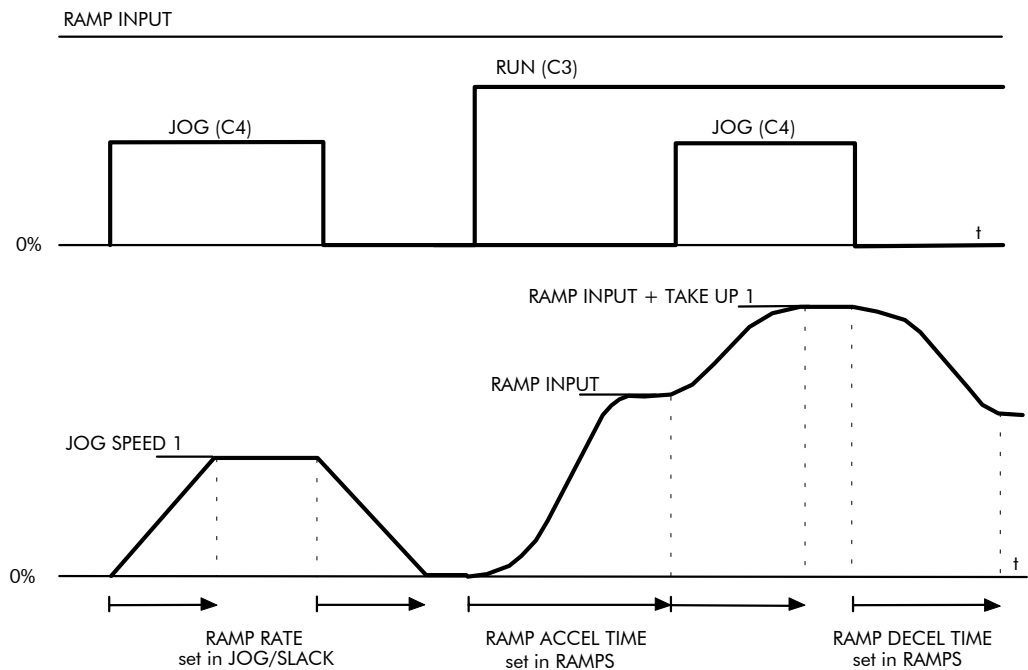 RAMP INPUT
RUN (C3)
JOG (C4)
JOG (C4)
0%
t
RAMP INPUT + TAKE UP 1
RAMP INPUT
JOG SPEED 1
0%
t
RAMP RATE
set in JOG/SLACK
RAMP ACCEL TIME
set in RAMPS
RAMP DECEL TIME
set in RAMPS